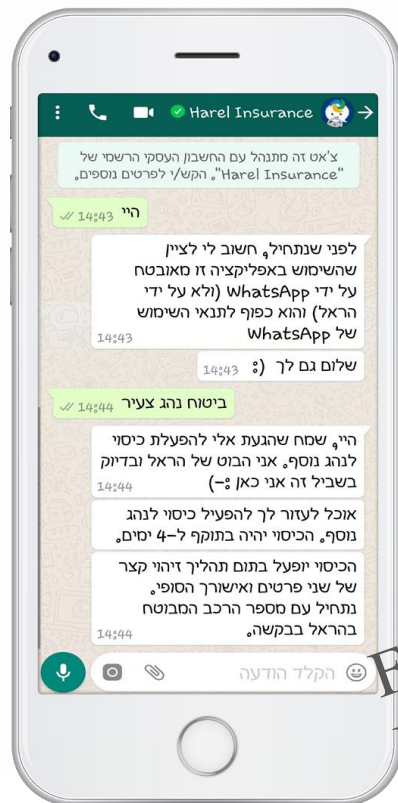 Harel Insurance
צ'אט זה מתנהל עם החשבון העסקי הרשמי של
"Harel Insurance". הקש/י לפרטים נוספים.
היי 14:43
לפני שנתחיל, חשוב לי לציין
שהשימוש באפליקציה זו מאובטח
על ידי WhatsApp (ולא על ידי
הראל) והוא כפוף לתנאי השימוש
של WhatsApp 14:43
שלום גם לך (: 14:43
ביטוח נהג צעיר 14:44
היי, שמח שהגעת אלי להפעלת כיסוי
לנהג נוסף. אני הבוט של הראל ובדיוק
בשביל זה אני כאן :-) 14:44
אוכל לעזור לך להפעיל כיסוי לנהג
נוסף. הכיסוי יהיה בתוקף ל-4 ימים.
הכיסוי יופעל בתום תהליך זיהוי קצר
של שני פרטים ואישורך הסופי.
נתחיל עם מספר הרכב המבוטח
בהראל בבקשה. 14:44
הקלד הודעה